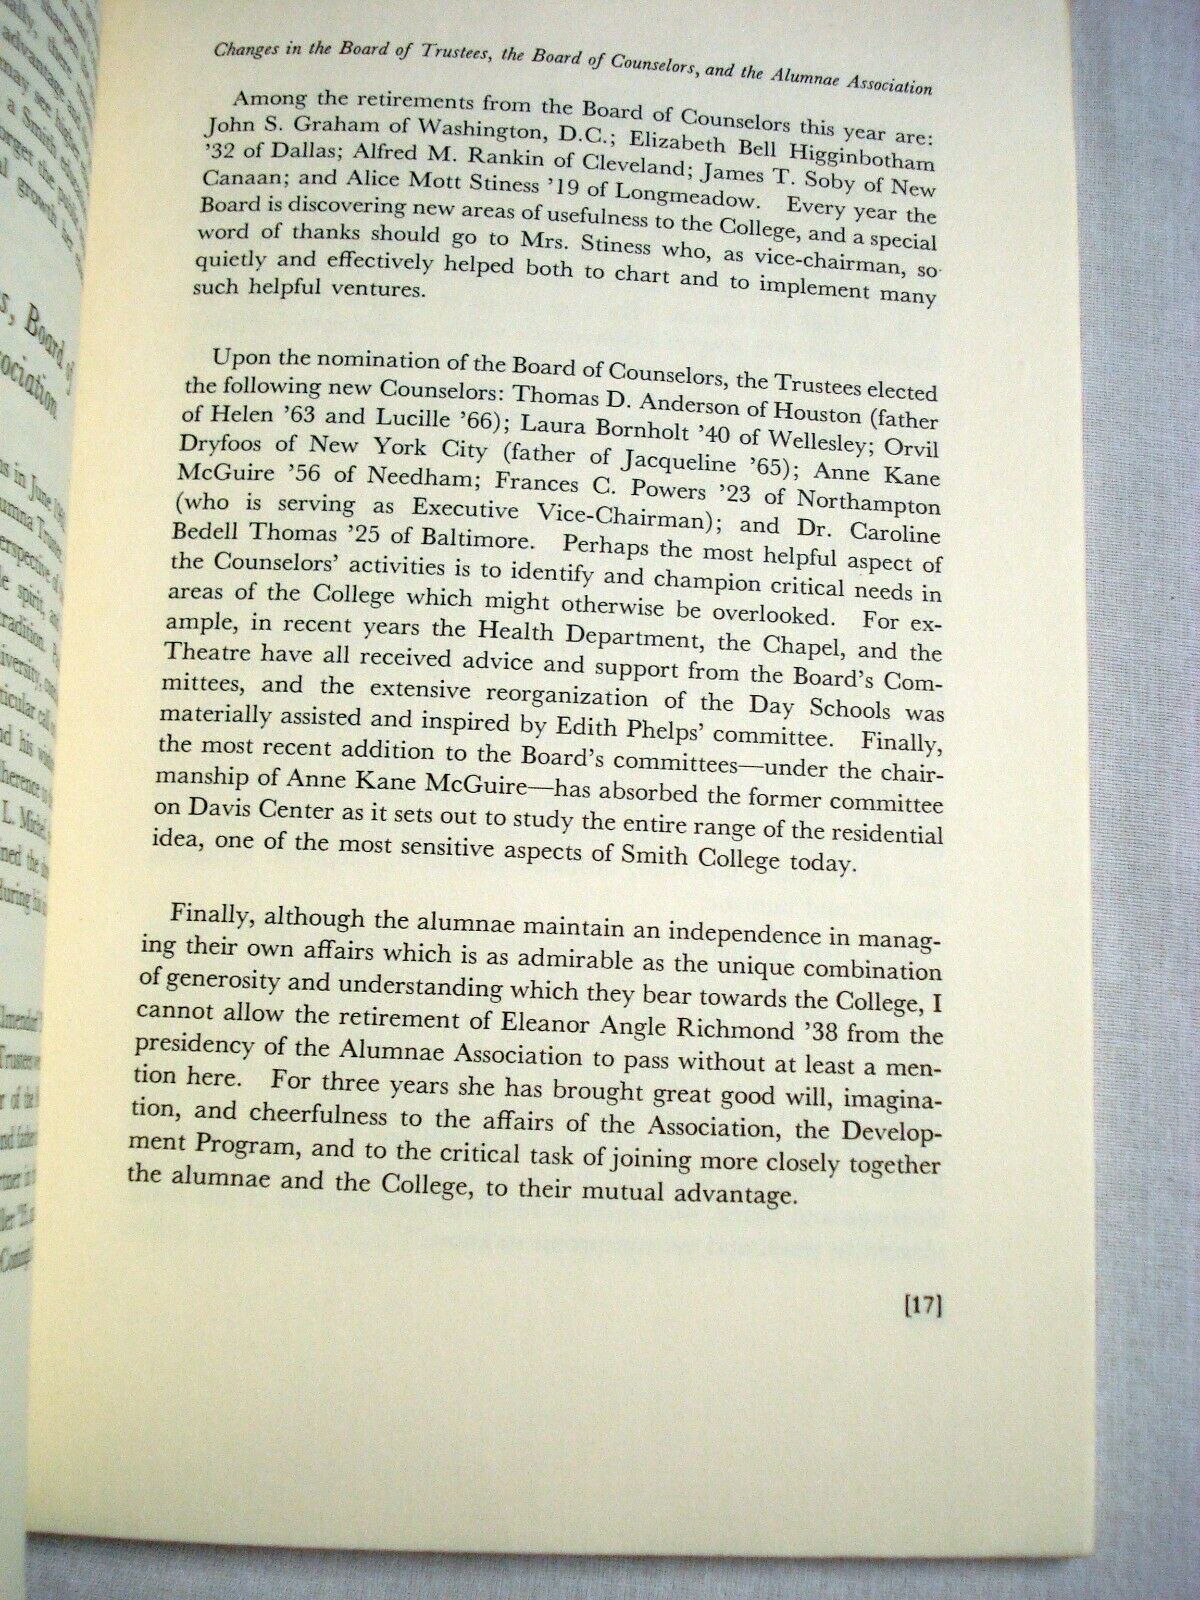 Changes in the Board of Trustees, the Board of Counselors, and the Alumnae Association
Among the retirements from the Board of Counselors this year are:
John S. Graham of Washington, D.C.; Elizabeth Bell Higginbotham
'32 of Dallas; Alfred M. Rankin of Cleveland; James T. Soby of New
Canaan; and Alice Mott Stiness '19 of Longmeadow. Every year the
Board is discovering new areas of usefulness to the College, and a special
word of thanks should go to Mrs. Stiness who, as vice-chairman, so
quietly and effectively helped both to chart and to implement many
such helpful ventures.
Upon the nomination of the Board of Counselors, the Trustees elected
the following new Counselors: Thomas D. Anderson of Houston (father
of Helen '63 and Lucille '66); Laura Bornholt '40 of Wellesley; Orvil
Dryfoos of New York City (father of Jacqueline '65); Anne Kane
McGuire '56 of Needham; Frances C. Powers '23 of Northampton
(who is serving as Executive Vice-Chairman); and Dr. Caroline
Bedell Thomas '25 of Baltimore. Perhaps the most helpful aspect of
the Counselors' activities is to identify and champion critical needs in
areas of the College which might otherwise be overlooked. For ex-
ample, in recent years the Health Department, the Chapel, and the
Theatre have all received advice and support from the Board's Com-
mittees, and the extensive reorganization of the Day Schools was
materially assisted and inspired by Edith Phelps' committee. Finally,
the most recent addition to the Board's committees—under the chair-
manship of Anne Kane McGuire—has absorbed the former committee
on Davis Center as it sets out to study the entire range of the residential
idea, one of the most sensitive aspects of Smith College today.
Finally, although the alumnae maintain an independence in manag-
ing their own affairs which is as admirable as the unique combination
of generosity and understanding which they bear towards the College, I
cannot allow the retirement of Eleanor Angle Richmond '38 from the
presidency of the Alumnae Association to pass without at least a men-
tion here. For three years she has brought great good will, imagina-
tion, and cheerfulness to the affairs of the Association, the Develop-
ment Program, and to the critical task of joining more closely together
the alumnae and the College, to their mutual advantage.
[17]